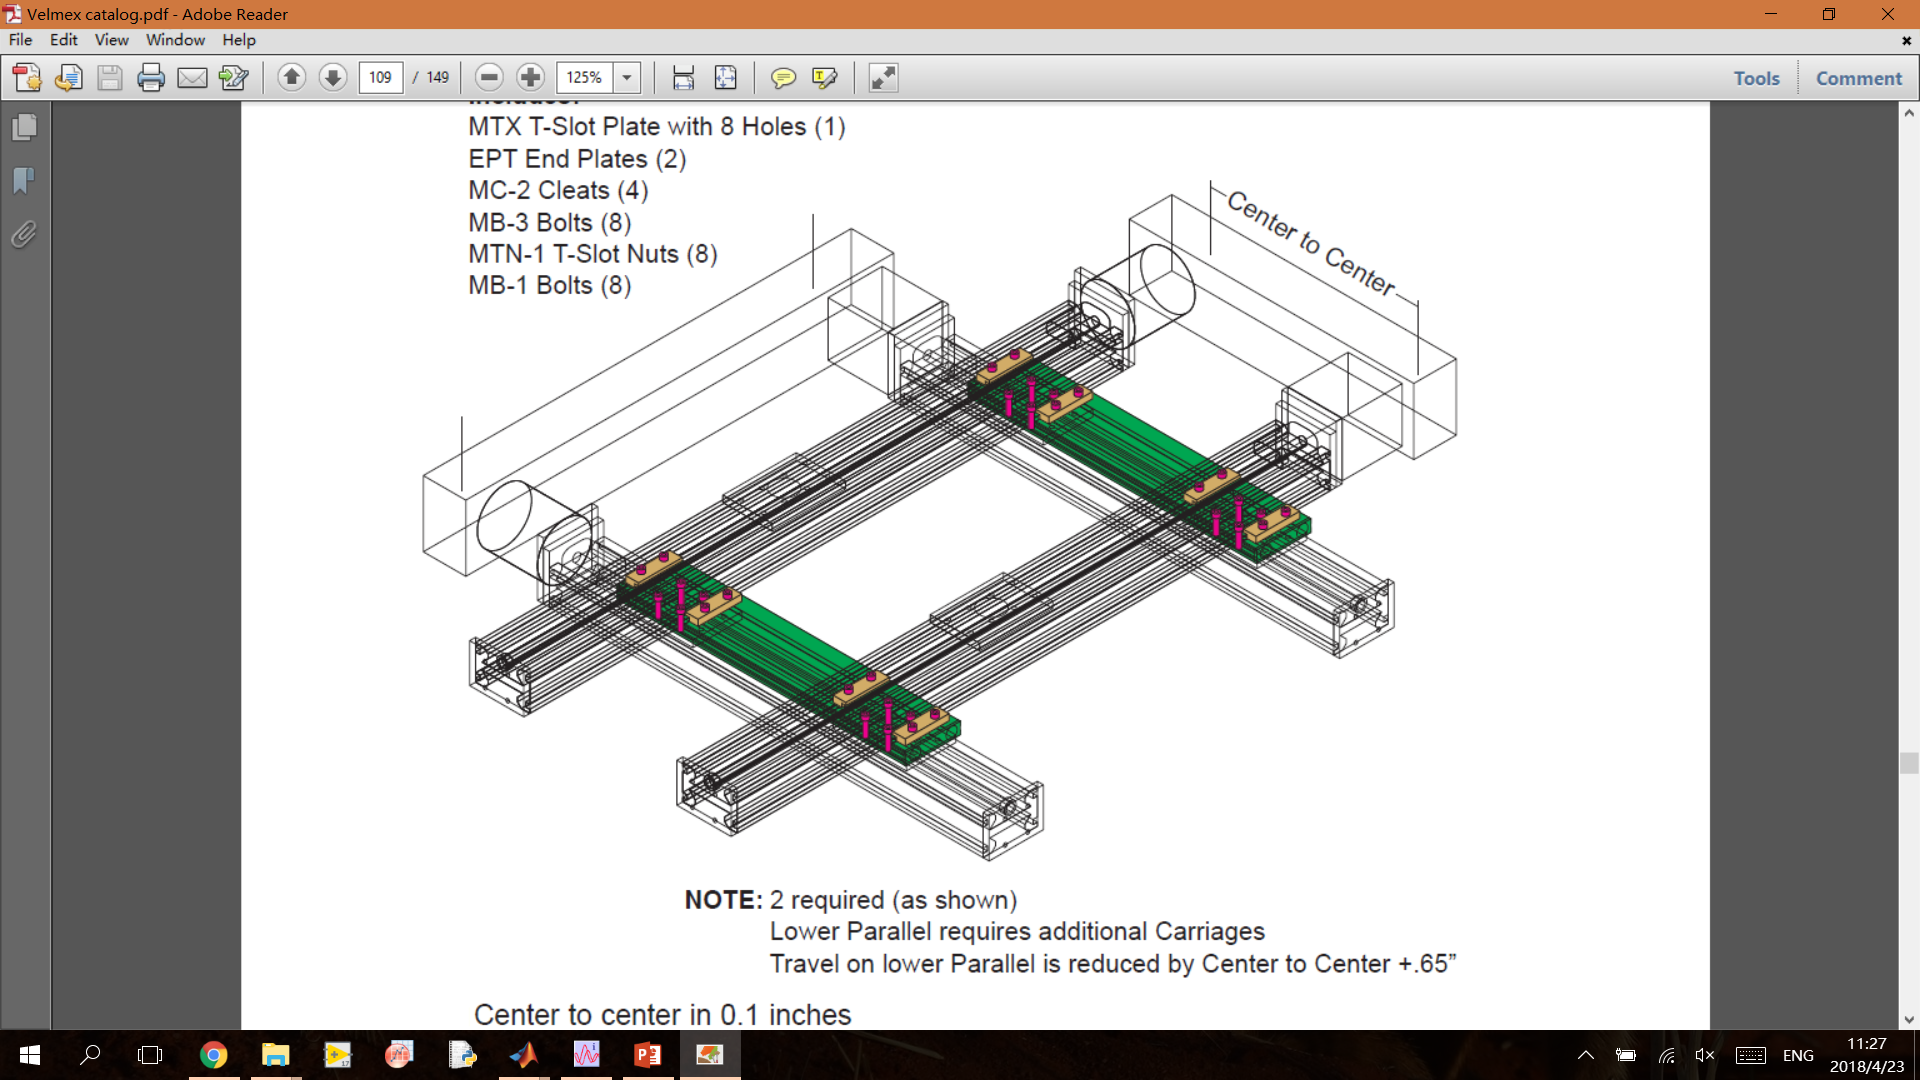 Velmex catalog.pdf - Adobe Reader
File Edit View Window Help
109 / 149 125% Tools Comment
Includes:
MTX T-Slot Plate with 8 Holes (1)
EPT End Plates (2)
MC-2 Cleats (4)
MB-3 Bolts (8)
MTN-1 T-Slot Nuts (8)
MB-1 Bolts (8)
Center to Center
NOTE: 2 required (as shown)
Lower Parallel requires additional Carriages
Travel on lower Parallel is reduced by Center to Center +.65”
Center to center in 0.1 inches
ENG
11:27
2018/4/23